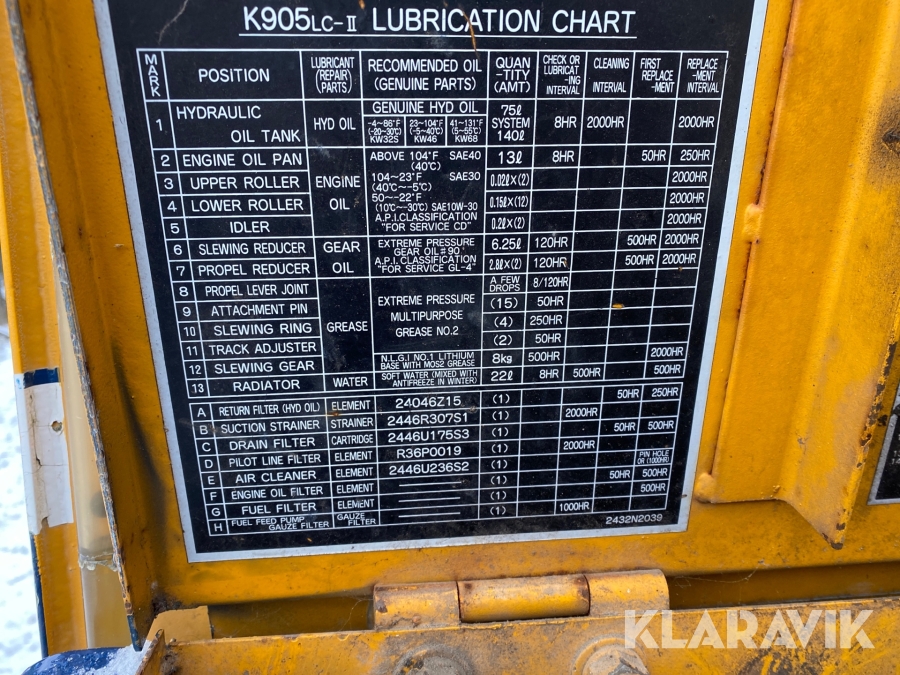 K905LC-II LUBRICATION CHART
MARK POSITION LUBRICANT (REPAIR) (PARTS) RECOMMENDED OIL (GENUINE PARTS) QUAN-TITY (AMT) CHECK OR LUBRICAT-ING INTERVAL CLEANING INTERVAL FIRST REPLACE-MENT REPLACE-MENT INTERVAL
1 HYDRAULIC OIL TANK HYD OIL GENUINE HYD OIL 75ℓ SYSTEM 140ℓ 8HR 2000HR 2000HR
-4~86°F (-20~30℃) KW32S 23~104°F (-5~40℃) KW46 41~131°F (5~55℃) KW68
2 ENGINE OIL PAN ENGINE OIL ABOVE 104°F SAE40 (40℃) 13ℓ 8HR 50HR 250HR
3 UPPER ROLLER 104~23°F SAE30 (40℃~-5℃) 0.02ℓ×(2) 2000HR
4 LOWER ROLLER 50~-22°F (10℃~-30℃) SAE10W-30 0.15ℓ×(12) 2000HR
5 IDLER A.P.I.CLASSIFICATION "FOR SERVICE CD" 0.2ℓ×(2) 2000HR
6 SLEWING REDUCER GEAR OIL EXTREME PRESSURE GEAR OIL #90 6.25ℓ 120HR 500HR 2000HR
7 PROPEL REDUCER A.P.I.CLASSIFICATION "FOR SERVICE GL-4" 2.8ℓ×(2) 120HR 500HR 2000HR
8 PROPEL LEVER JOINT GREASE EXTREME PRESSURE MULTIPURPOSE GREASE NO.2 A FEW DROPS 8/120HR
9 ATTACHMENT PIN (15) 50HR
10 SLEWING RING (4) 250HR
11 TRACK ADJUSTER (2) 50HR
12 SLEWING GEAR N.L.G.I NO.1 LITHIUM BASE WITH MOS2 GREASE 8kg 500HR 2000HR
13 RADIATOR WATER SOFT WATER (MIXED WITH ANTIFREEZE IN WINTER) 22ℓ 8HR 500HR
A RETURN FILTER (HYD OIL) ELEMENT 24046Z15 (1) 50HR 250HR
B SUCTION STRAINER STRAINER 2446R307S1 (1) 2000HR
C DRAIN FILTER CARTRIDGE 2446U175S3 (1) 50HR 500HR
D PILOT LINE FILTER ELEMENT R36P0019 (1) 2000HR
E AIR CLEANER ELEMENT 2446U236S2 (1) PIN HOLE OR (1000HR)
F ENGINE OIL FILTER ELEMENT (1) 50HR 500HR
G FUEL FILTER ELEMENT (1) 500HR
H FUEL FEED PUMP GAUZE FILTER GAUZE FILTER (1) 1000HR
2432N2039
KLARAVIK